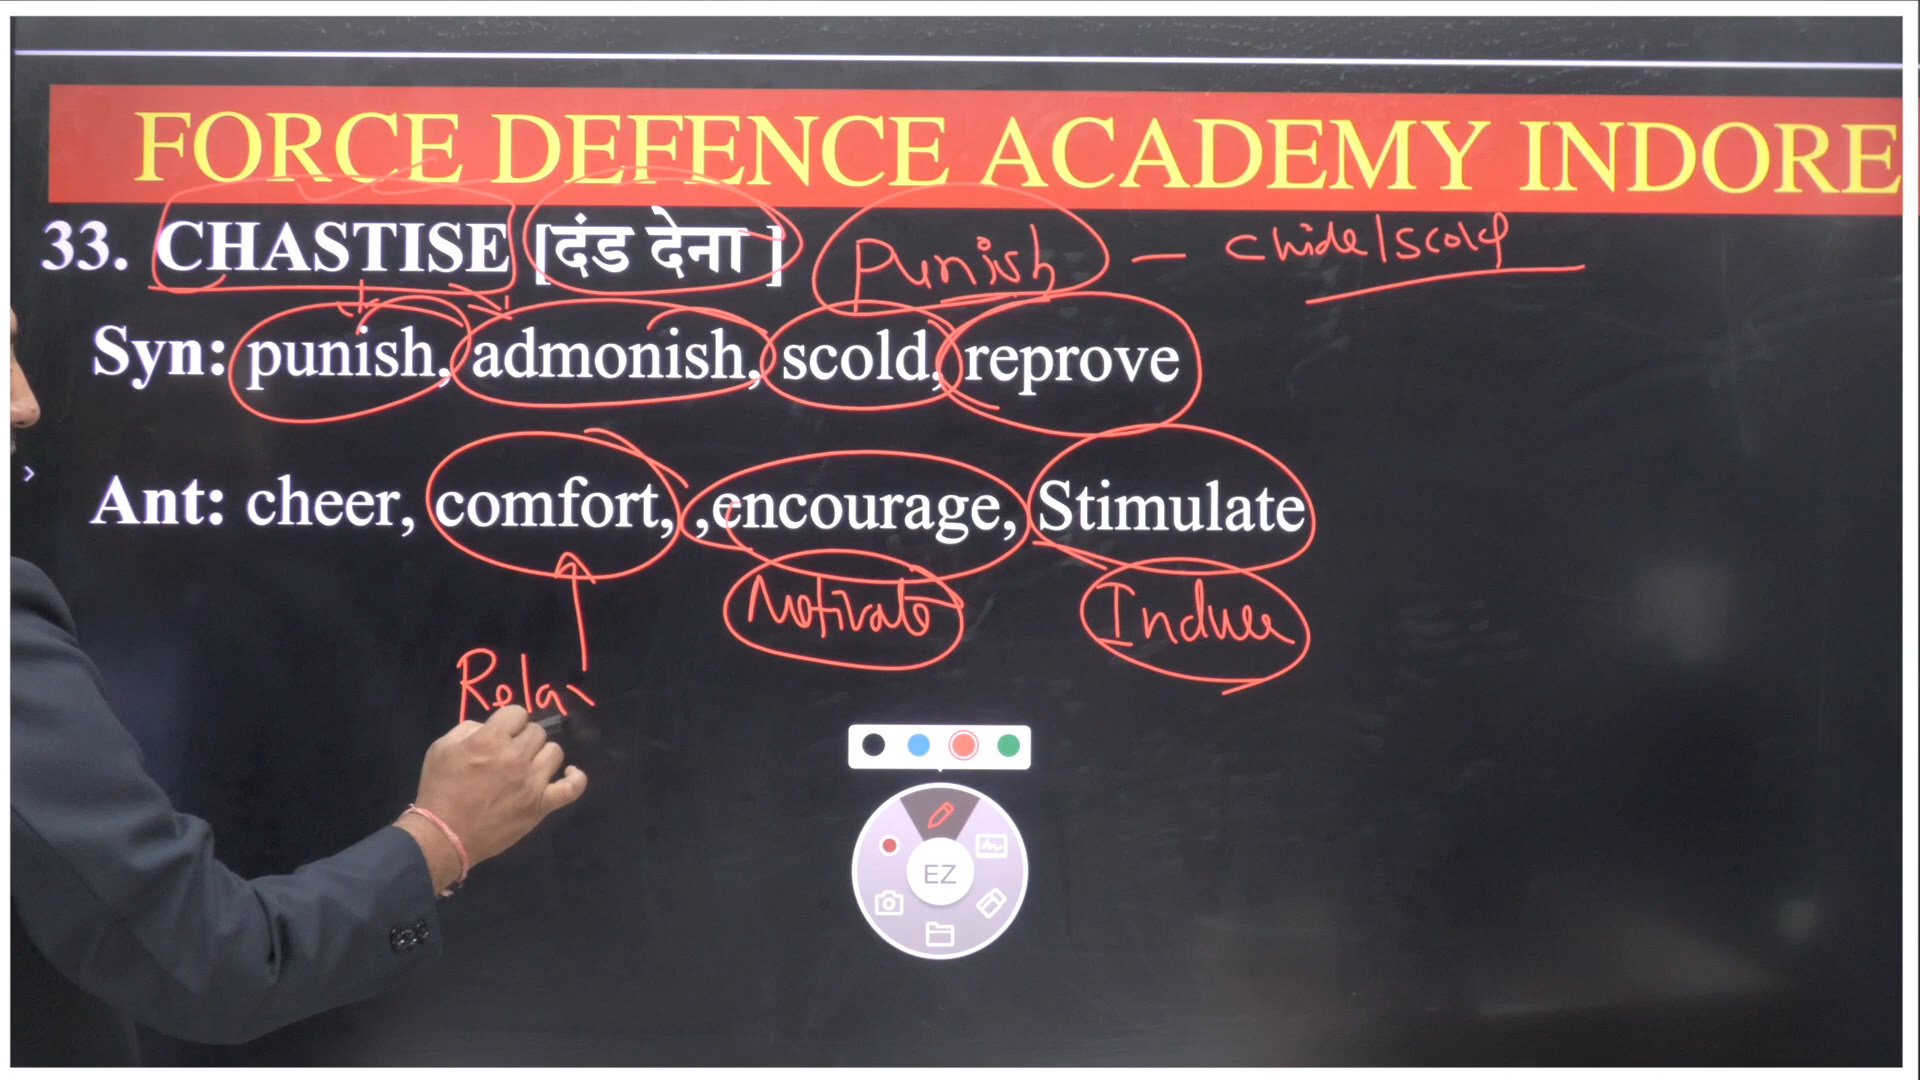 FORCE DEFENCE ACADEMY INDORE
33. CHASTISE [दंड देना ] Punish — chide/scold
Syn: punish, admonish, scold, reprove
Ant: cheer, comfort, ,encourage, Stimulate
Motivate Induce
Rela
EZ